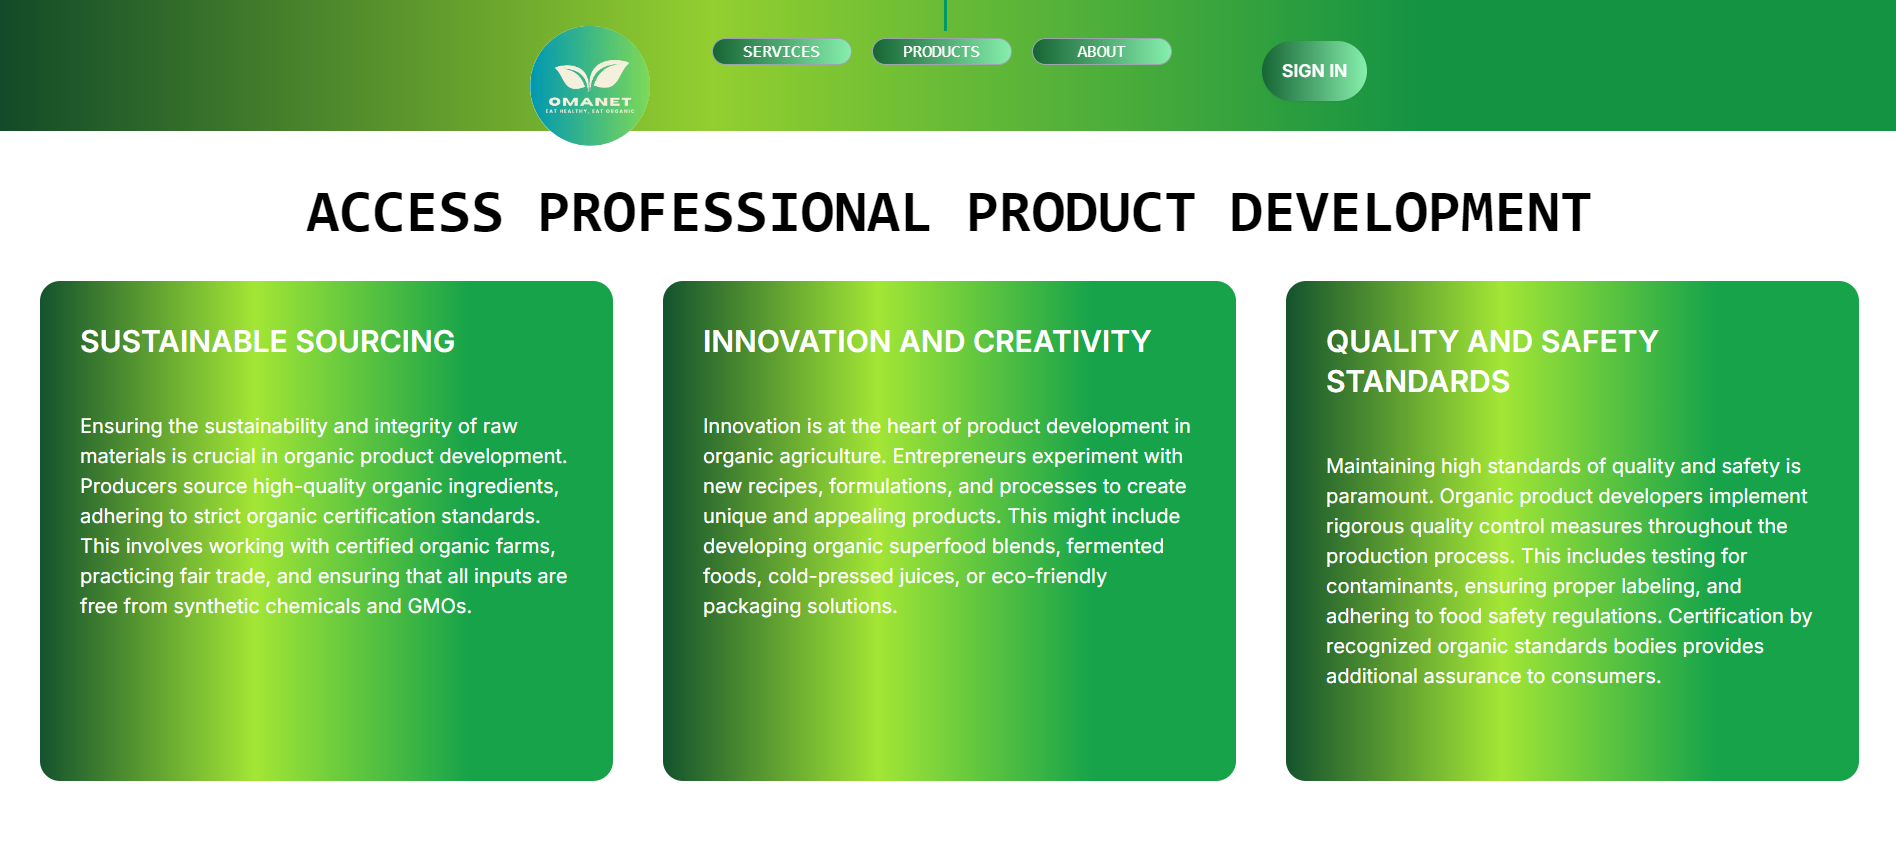 SERVICES
PRODUCTS
ABOUT
SIGN IN
OMANET
EAT HEALTHY, EAT ORGANIC
ACCESS PROFESSIONAL PRODUCT DEVELOPMENT
SUSTAINABLE SOURCING
Ensuring the sustainability and integrity of raw
materials is crucial in organic product development.
Producers source high-quality organic ingredients,
adhering to strict organic certification standards.
This involves working with certified organic farms,
practicing fair trade, and ensuring that all inputs are
free from synthetic chemicals and GMOs.
INNOVATION AND CREATIVITY
Innovation is at the heart of product development in
organic agriculture. Entrepreneurs experiment with
new recipes, formulations, and processes to create
unique and appealing products. This might include
developing organic superfood blends, fermented
foods, cold-pressed juices, or eco-friendly
packaging solutions.
QUALITY AND SAFETY
STANDARDS
Maintaining high standards of quality and safety is
paramount. Organic product developers implement
rigorous quality control measures throughout the
production process. This includes testing for
contaminants, ensuring proper labeling, and
adhering to food safety regulations. Certification by
recognized organic standards bodies provides
additional assurance to consumers.